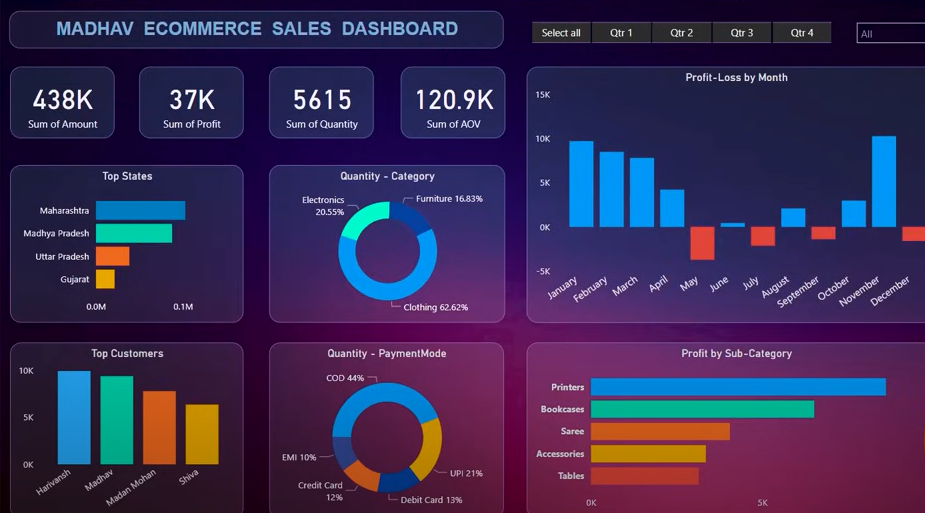 MADHAV ECOMMERCE SALES DASHBOARD
Select all
Qtr 1
Qtr 2
Qtr 3
Qtr 4
All
438K
Sum of Amount
37K
Sum of Profit
5615
Sum of Quantity
120.9K
Sum of AOV
Profit-Loss by Month
15K
10K
5K
0K
-5K
January
February
March
April
May
June
July
August
September
October
November
December
Top States
Maharashtra
Madhya Pradesh
Uttar Pradesh
Gujarat
0.0M
0.1M
Quantity - Category
Electronics
20.55%
Furniture 16.83%
Clothing 62.62%
Top Customers
10K
5K
0K
Harivansh
Madhav
Madan Mohan
Shiva
Quantity - PaymentMode
COD 44%
EMI 10%
Credit Card
12%
Debit Card 13%
UPI 21%
Profit by Sub-Category
Printers
Bookcases
Saree
Accessories
Tables
0K
5K